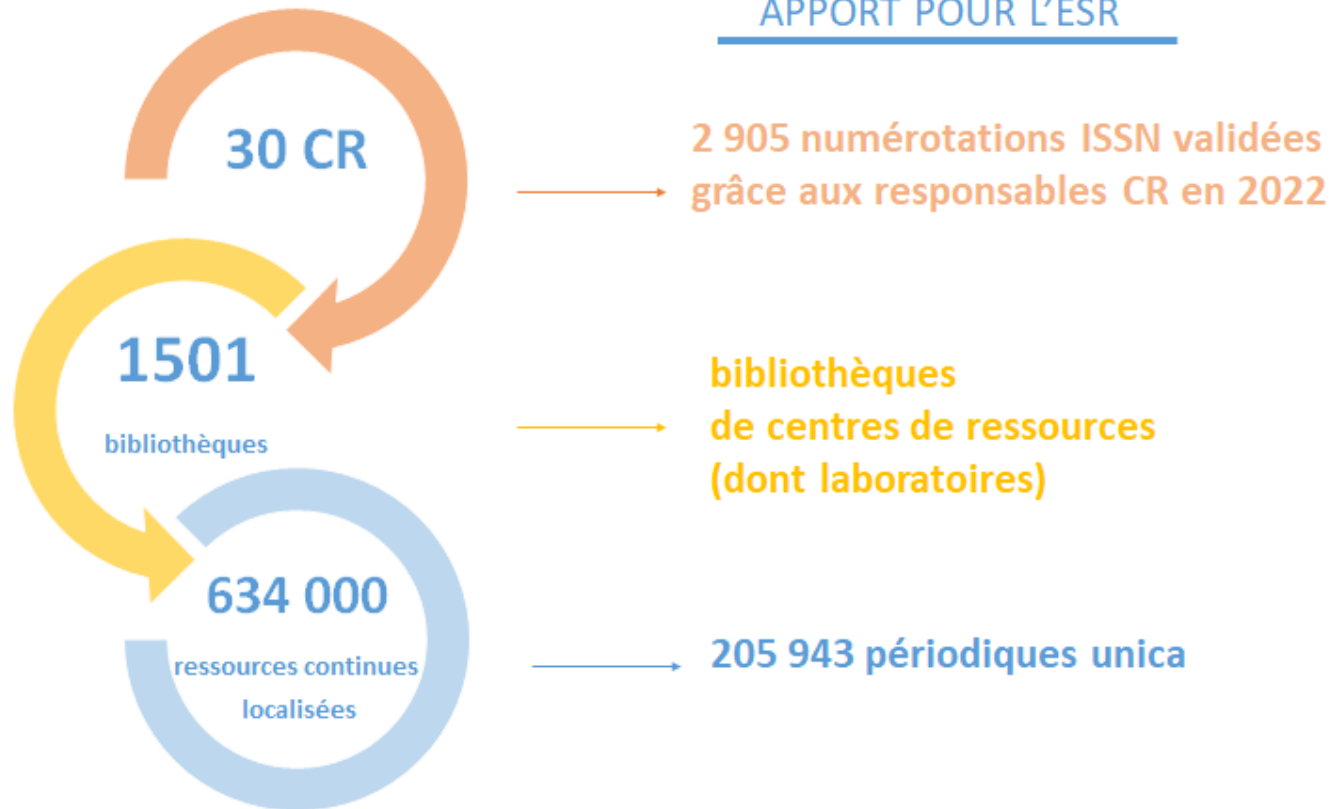 APPORT POUR L'ESR
30 CR
2 905 numérotations ISSN validées
grâce aux responsables CR en 2022
1501
bibliothèques
bibliothèques
de centres de ressources
(dont laboratoires)
634 000
ressources continues
localisées
205 943 périodiques unica